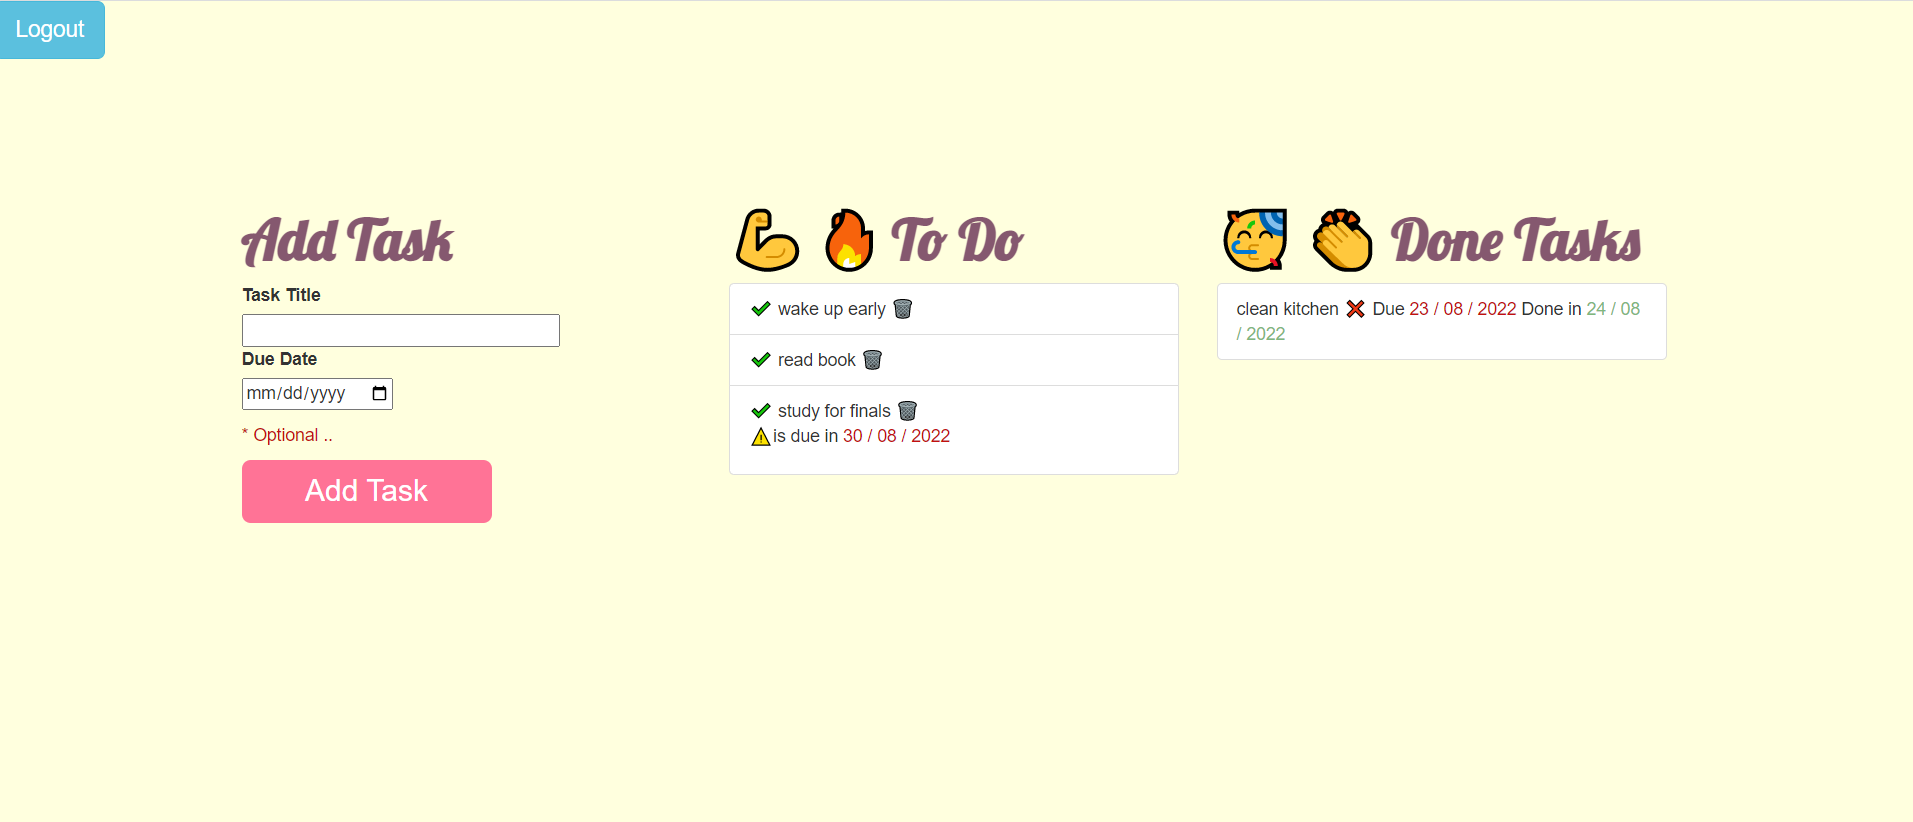 Logout
Add Task
Task Title
Due Date
mm/dd/yyyy
* Optional ..
Add Task
To Do
wake up early
read book
study for finals
is due in 30 / 08 / 2022
Done Tasks
clean kitchen ❌ Due 23 / 08 / 2022 Done in 24 / 08
/ 2022